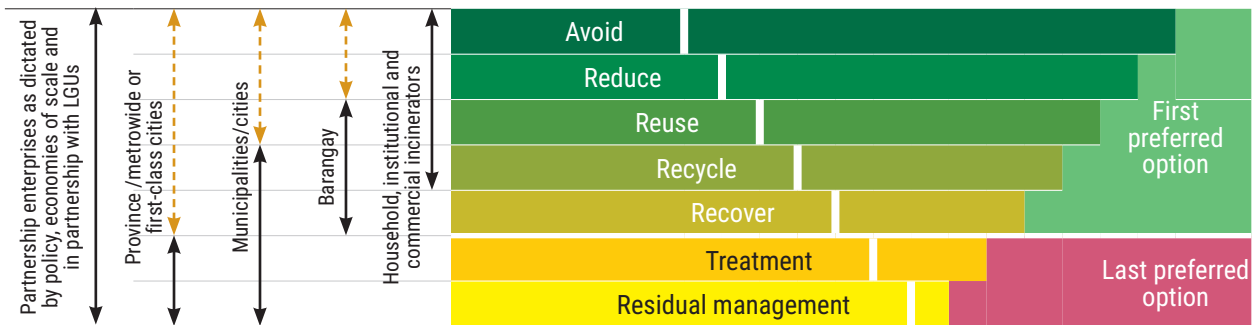 Partnership enterprises as dictated
by policy, economies of scale and
in partnership with LGUs
Province /metrowide or
first-class cities
Municipalities/cities
Barangay
Household, institutional and
commercial incinerators
Avoid
Reduce
Reuse
Recycle
Recover
Treatment
Residual management
First
preferred
option
Last preferred
option